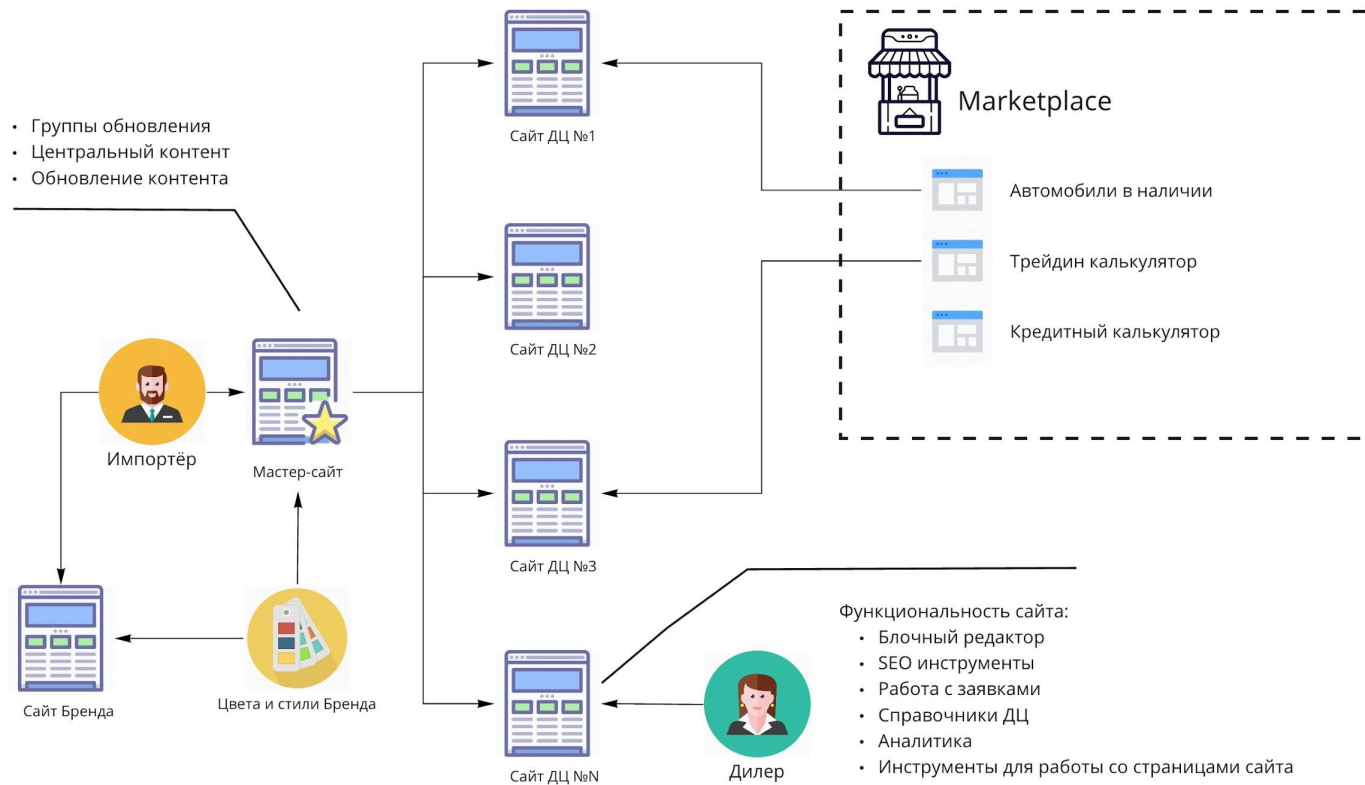 • Группы обновления
• Центральный контент
• Обновление контента
Импортёр
Мастер-сайт
Сайт Бренда
Цвета и стили Бренда
Сайт ДЦ №1
Сайт ДЦ №2
Сайт ДЦ №3
Сайт ДЦ №N
Marketplace
Автомобили в наличии
Трейдин калькулятор
Кредитный калькулятор
Дилер
Функциональность сайта:
• Блочный редактор
• SEO инструменты
• Работа с заявками
• Справочники ДЦ
• Аналитика
• Инструменты для работы со страницами сайта